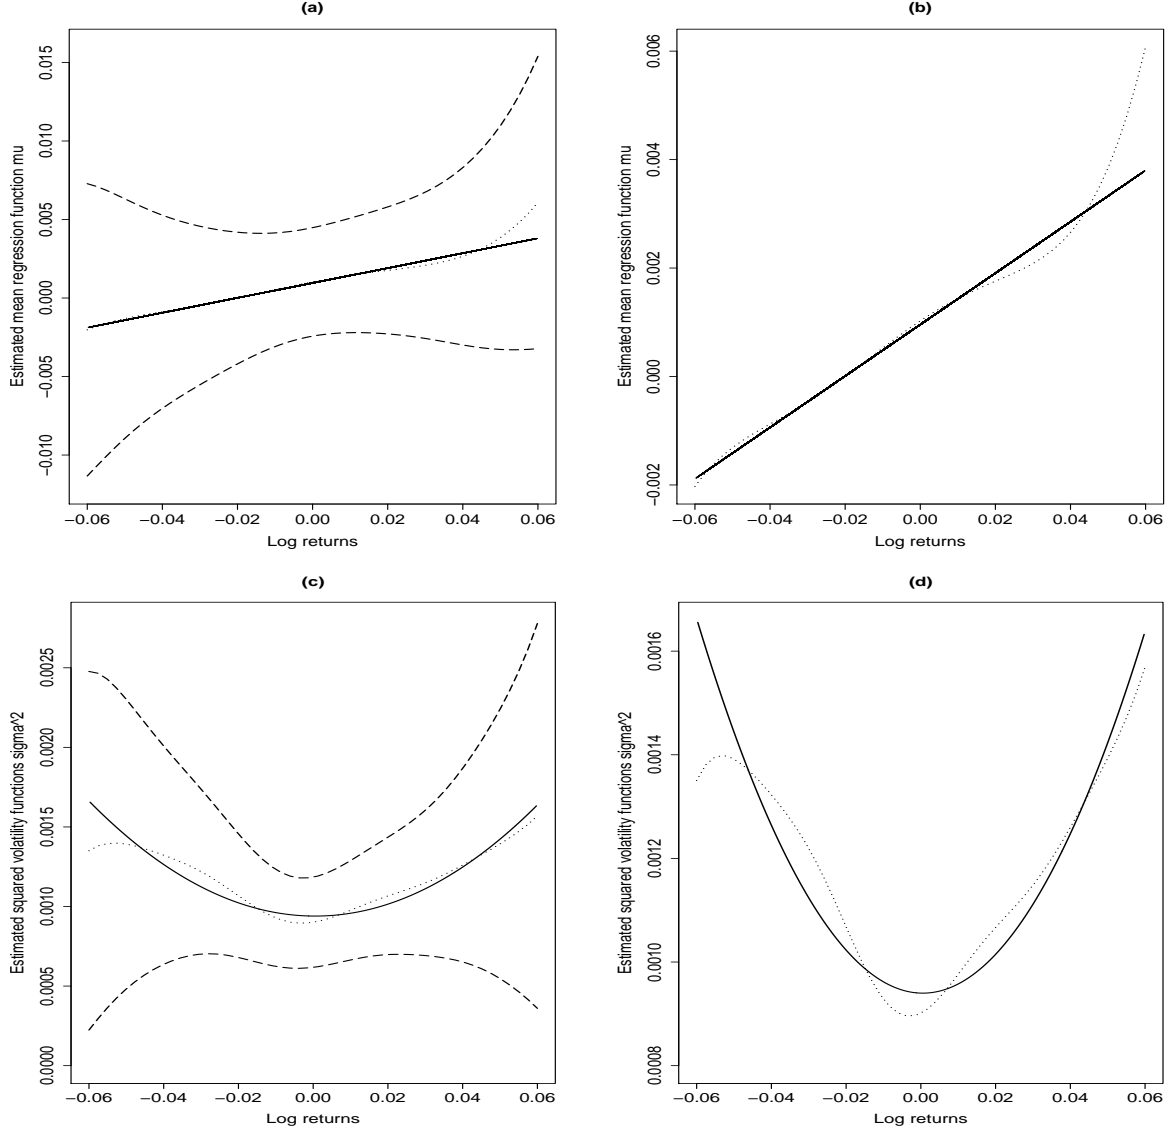 (a)
Estimated mean regression function mu
0.015
0.010
0.005
0.000
−0.005
−0.010
−0.06 −0.04 −0.02 0.00 0.02 0.04 0.06
Log returns
(b)
Estimated mean regression function mu
0.006
0.004
0.002
0.000
−0.002
−0.06 −0.04 −0.02 0.00 0.02 0.04 0.06
Log returns
(c)
Estimated squared volatility functions sigma^2
0.0025
0.0020
0.0015
0.0010
0.0005
0.0000
−0.06 −0.04 −0.02 0.00 0.02 0.04 0.06
Log returns
(d)
Estimated squared volatility functions sigma^2
0.0016
0.0014
0.0012
0.0010
0.0008
−0.06 −0.04 −0.02 0.00 0.02 0.04 0.06
Log returns